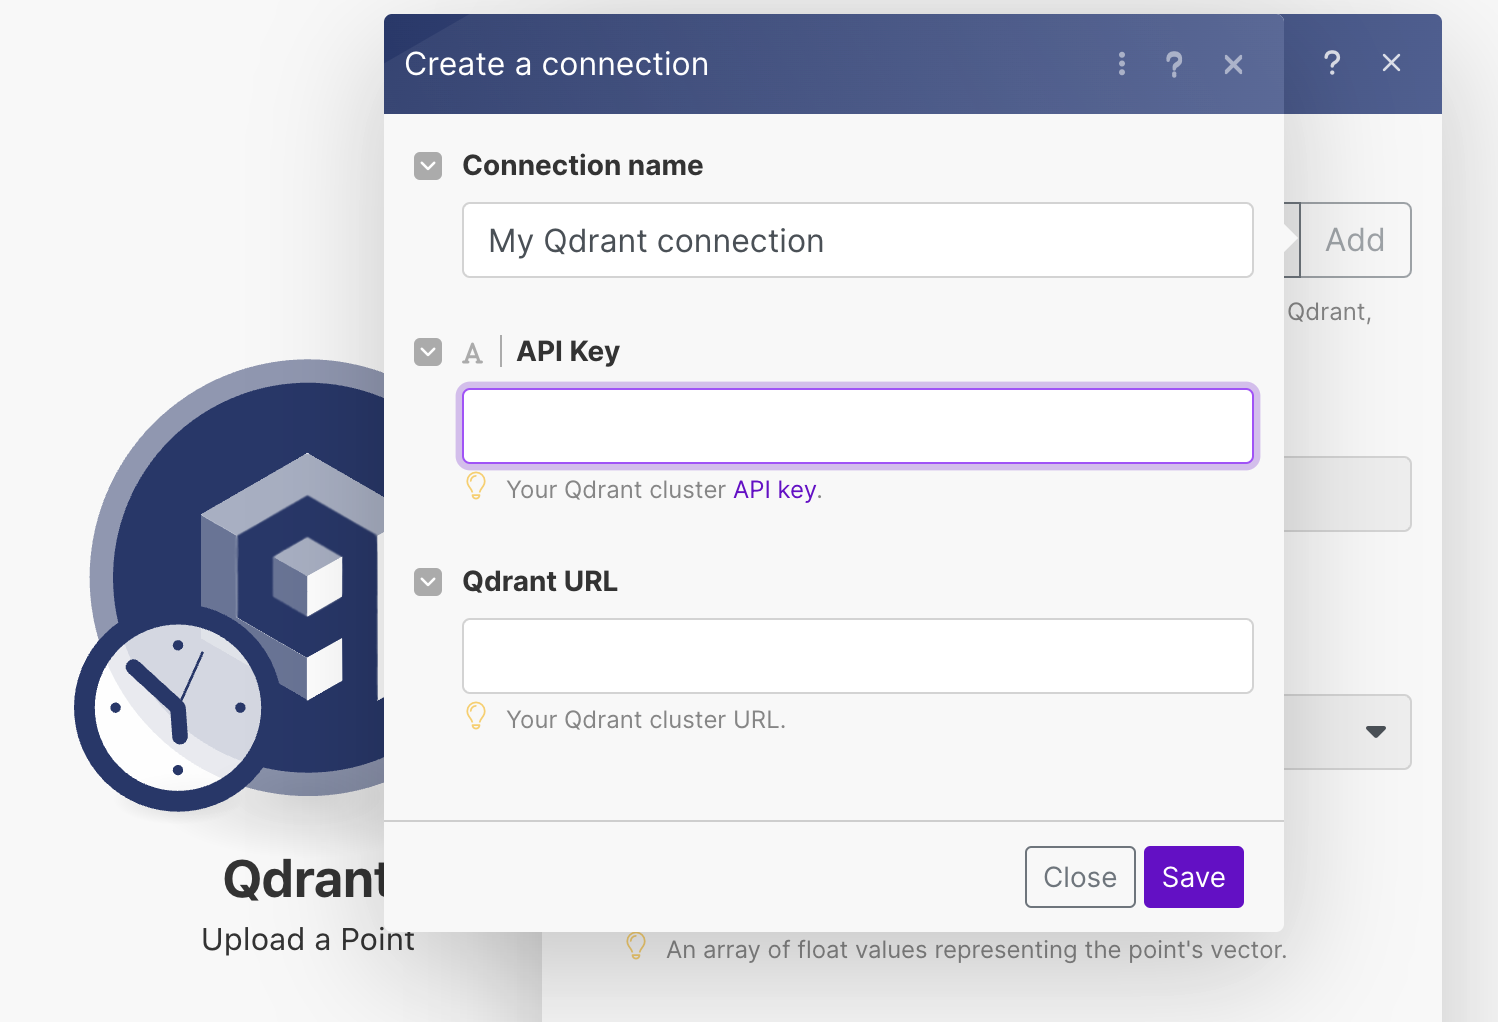 Create a connection
Connection name
My Qdrant connection
Add
Qdrant,
A
API Key
Your Qdrant cluster API key.
Qdrant URL
Your Qdrant cluster URL.
Close
Save
Qdrant
Upload a Point
An array of float values representing the point's vector.